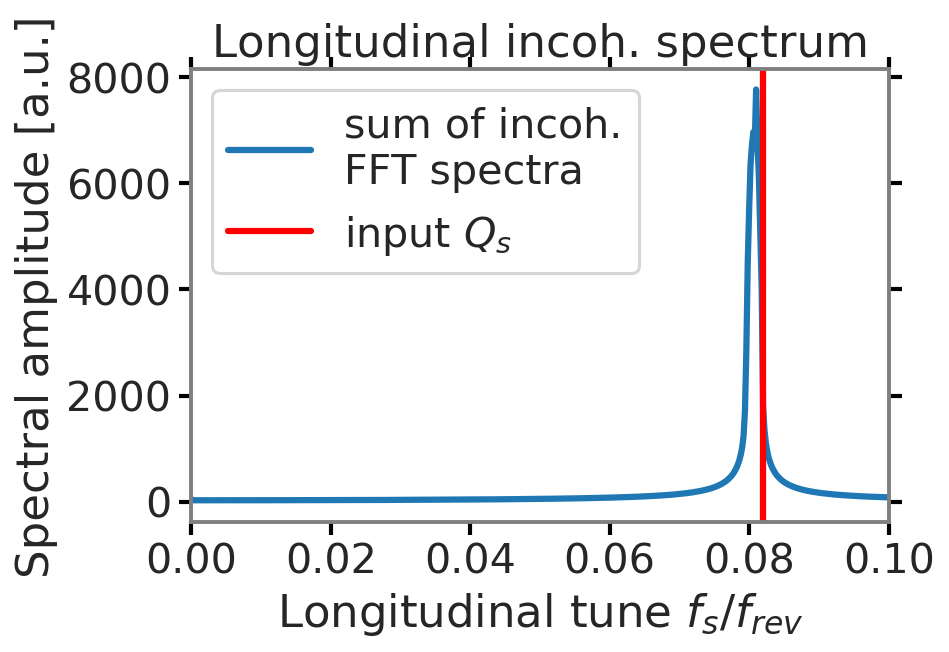 Longitudinal incoh. spectrum
Spectral amplitude [a.u.]
8000
6000
4000
2000
0
sum of incoh.
FFT spectra
input Qs
0.00 0.02 0.04 0.06 0.08 0.10
Longitudinal tune fs/frev